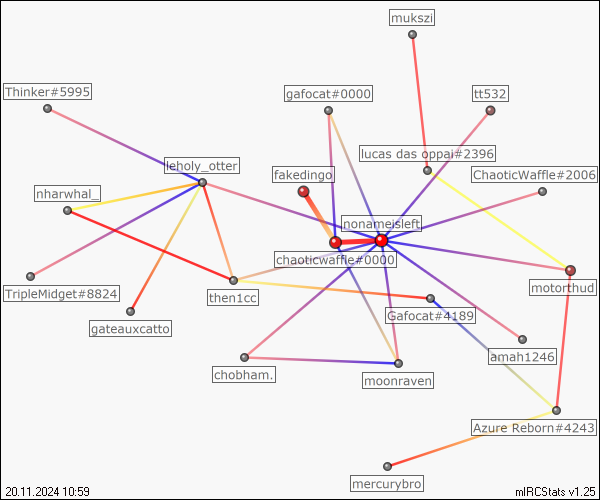 mukszi
Thinker#5995
gafocat#0000
tt532
lucas das oppai#2396
leholy_otter
fakedingo
ChaoticWaffle#2006
nharwhal_
nonameisleft
chaoticwaffle#0000
TripleMidget#8824
then1cc
motorthud
gateauxcatto
Gafocat#4189
amah1246
chobham.
moonraven
Azure Reborn#4243
mercurybro
20.11.2024 10:59
mIRCStats v1.25